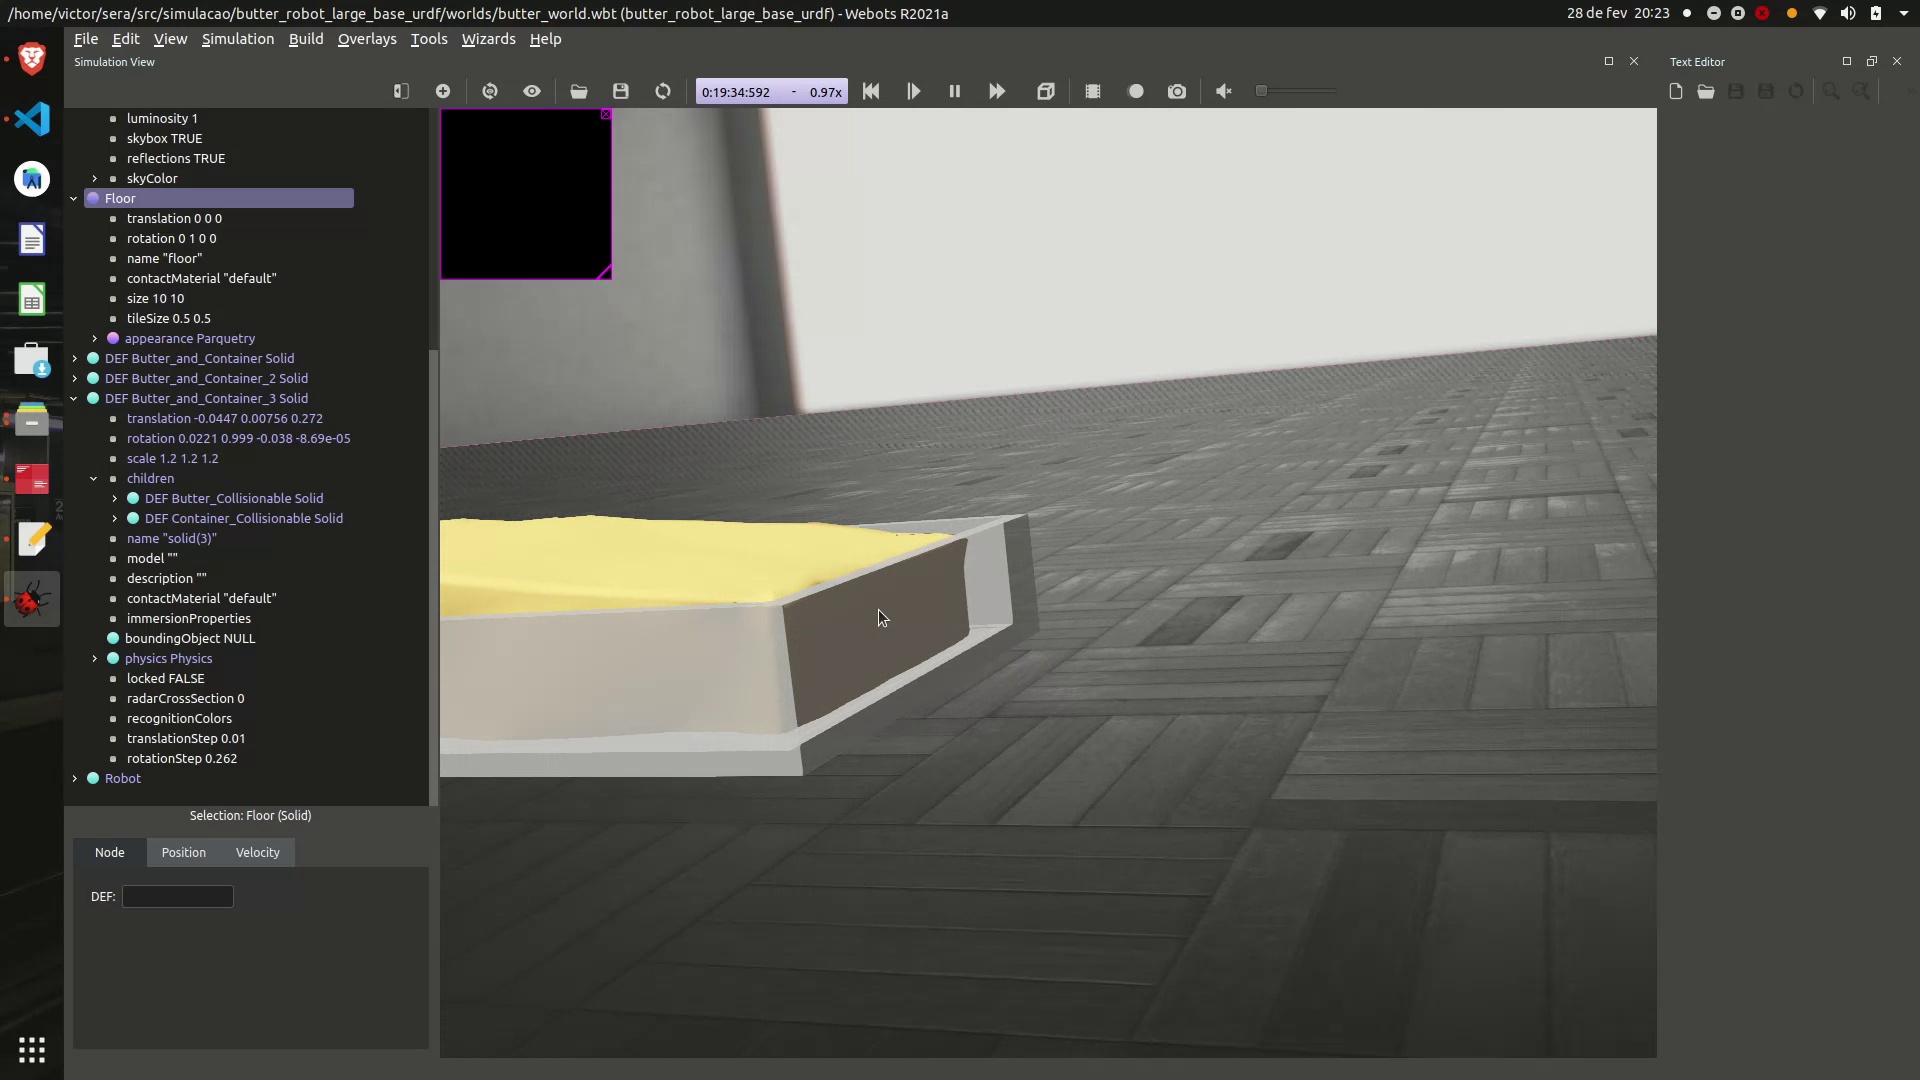 /home/victor/sera/src/simulacao/butter_robot_large_base_urdf/worlds/butter_world.wbt (butter_robot_large_base_urdf) - Webots R2021a
28 de fev 20:23
File Edit View Simulation Build Overlays Tools Wizards Help
Simulation View
Text Editor
0:19:34:592 - 0.97x
luminosity 1
skybox TRUE
reflections TRUE
skyColor
Floor
translation 0 0 0
rotation 0 1 0 0
name "floor"
contactMaterial "default"
size 10 10
tileSize 0.5 0.5
appearance Parquetry
DEF Butter_and_Container Solid
DEF Butter_and_Container_2 Solid
DEF Butter_and_Container_3 Solid
translation -0.0447 0.00756 0.272
rotation 0.0221 0.999 -0.038 -8.69e-05
scale 1.2 1.2 1.2
children
DEF Butter_Collisionable Solid
DEF Container_Collisionable Solid
name "solid(3)"
model ""
description ""
contactMaterial "default"
immersionProperties
boundingObject NULL
physics Physics
locked FALSE
radarCrossSection 0
recognitionColors
translationStep 0.01
rotationStep 0.262
Robot
Selection: Floor (Solid)
Node Position Velocity
DEF: